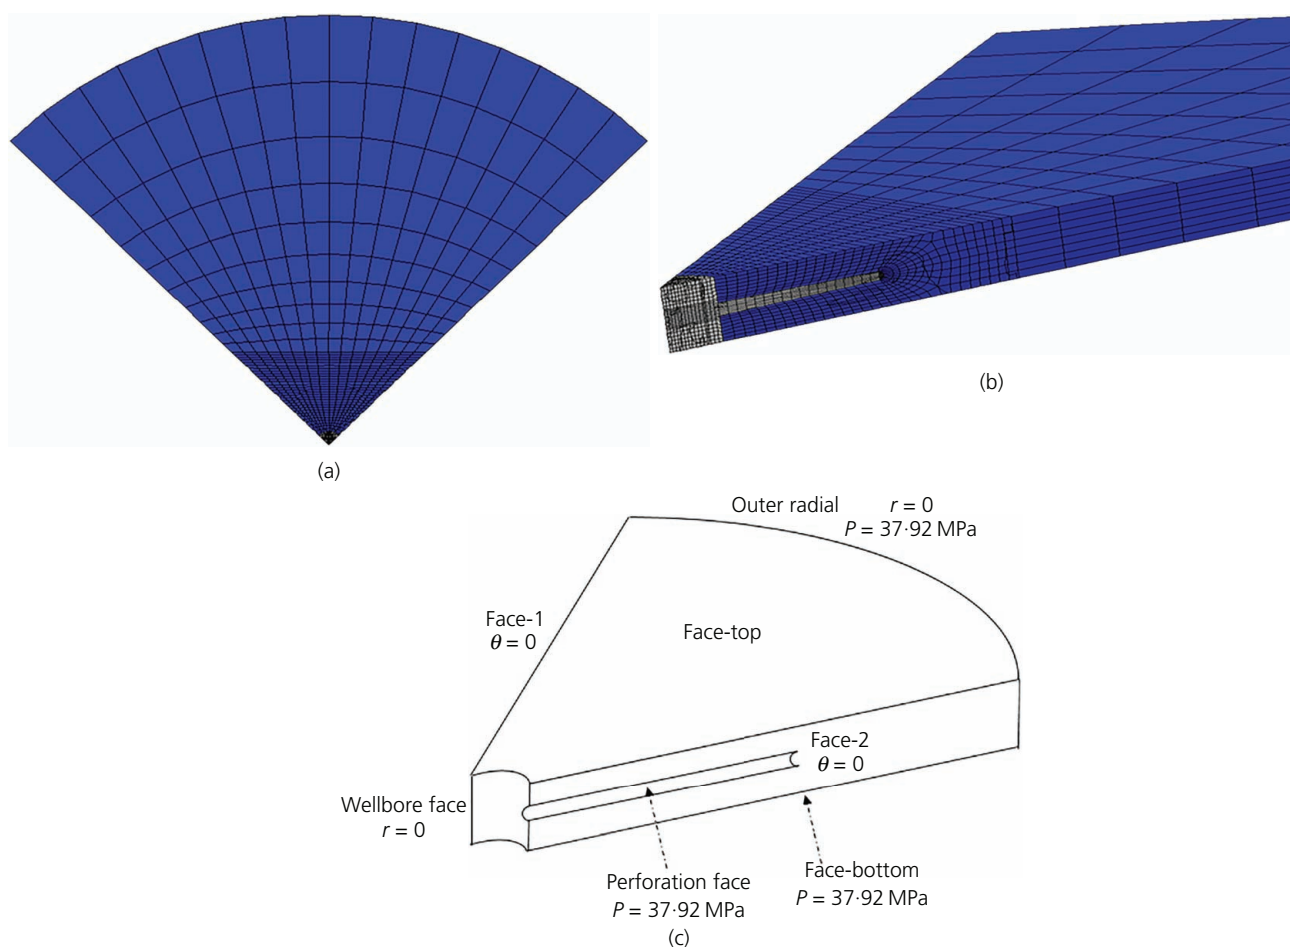 (a)
(b)
Outer radial r = 0
P = 37·92 MPa
Face-1
θ = 0
Face-top
Face-2
θ = 0
Wellbore face
r = 0
Perforation face
P = 37·92 MPa
Face-bottom
P = 37·92 MPa
(c)